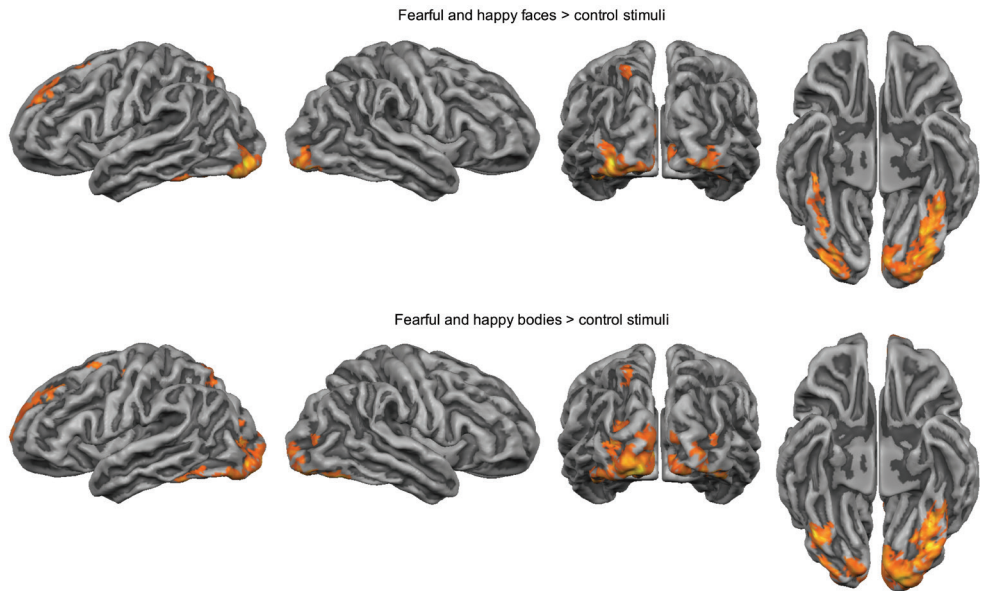 Fearful and happy faces > control stimuli
Fearful and happy bodies > control stimuli